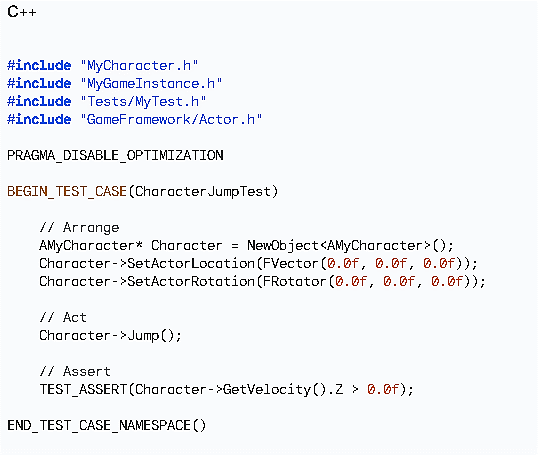 C++
#include "MyCharacter.h"
#include "MyGameInstance.h"
#include "Tests/MyTest.h"
#include "GameFramework/Actor.h"
PRAGMA_DISABLE_OPTIMIZATION
BEGIN_TEST_CASE(CharacterJumpTest)
// Arrange
AMyCharacter* Character = NewObject<AMyCharacter>();
Character->SetActorLocation(FVector(0.0f, 0.0f, 0.0f));
Character->SetActorRotation(FRotator(0.0f, 0.0f, 0.0f));
// Act
Character->Jump();
// Assert
TEST_ASSERT(Character->GetVelocity().Z > 0.0f);
END_TEST_CASE_NAMESPACE()